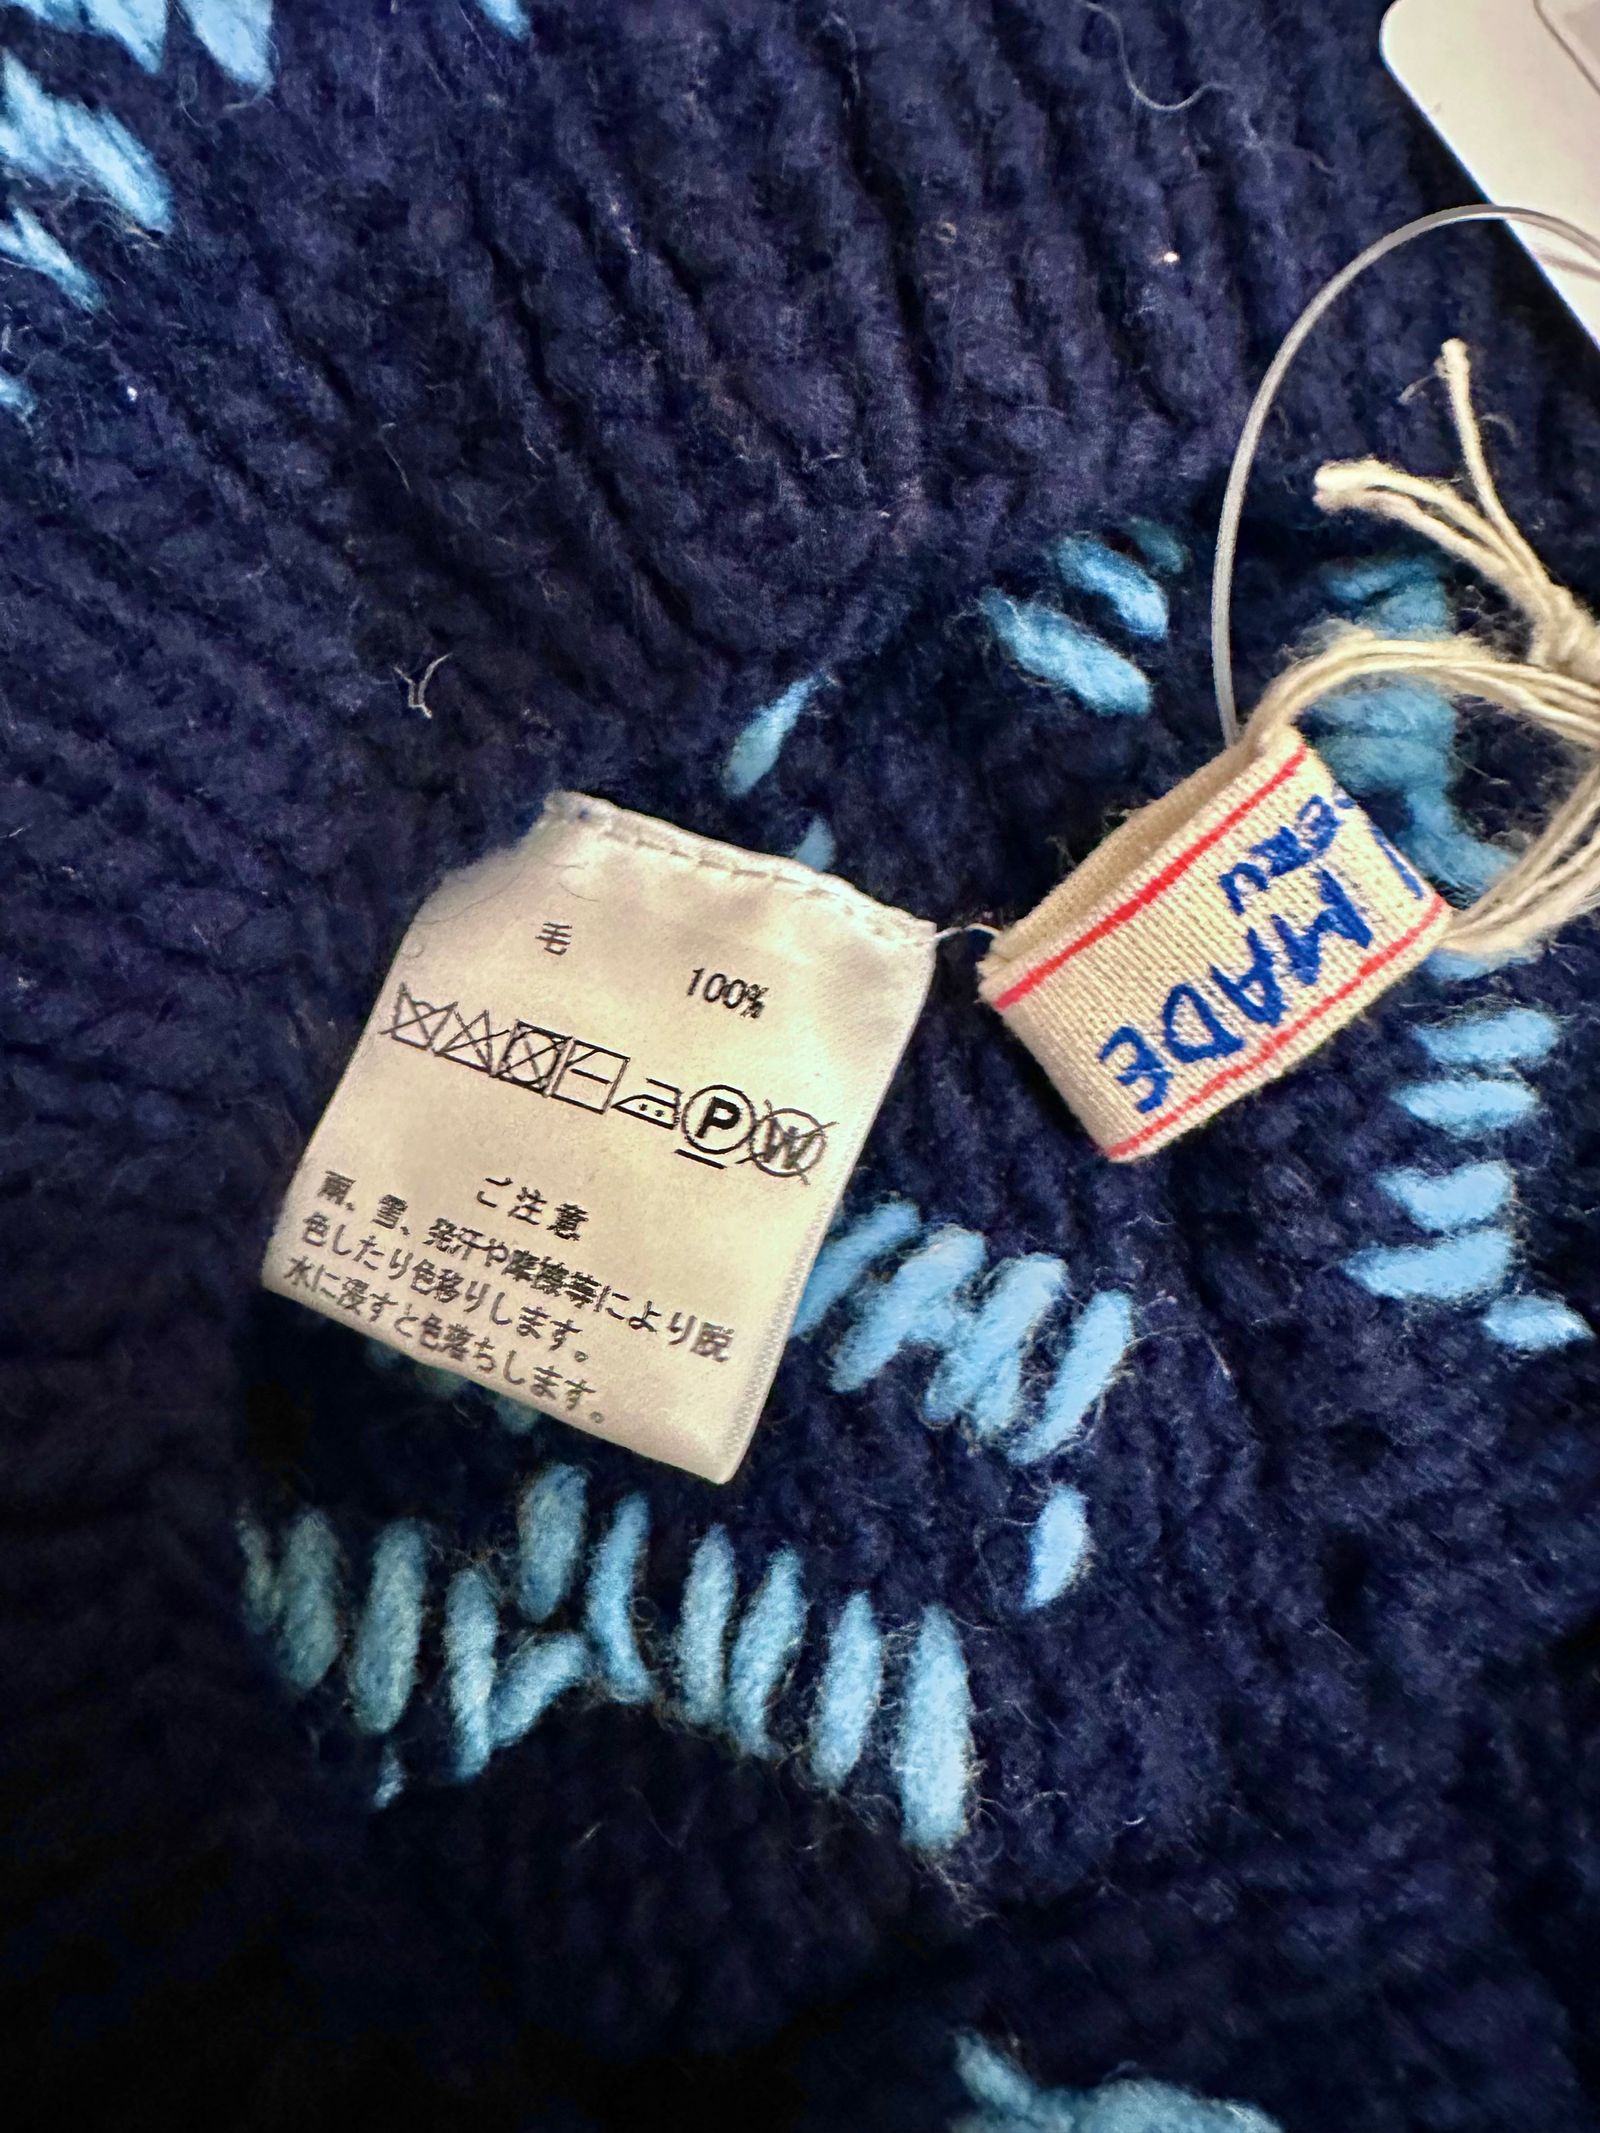 毛
100%
P W
ご注意
雨、雪、発汗や摩擦等により脱
色したり色移りします。
水に浸すと色落ちします。
MADE
PERU